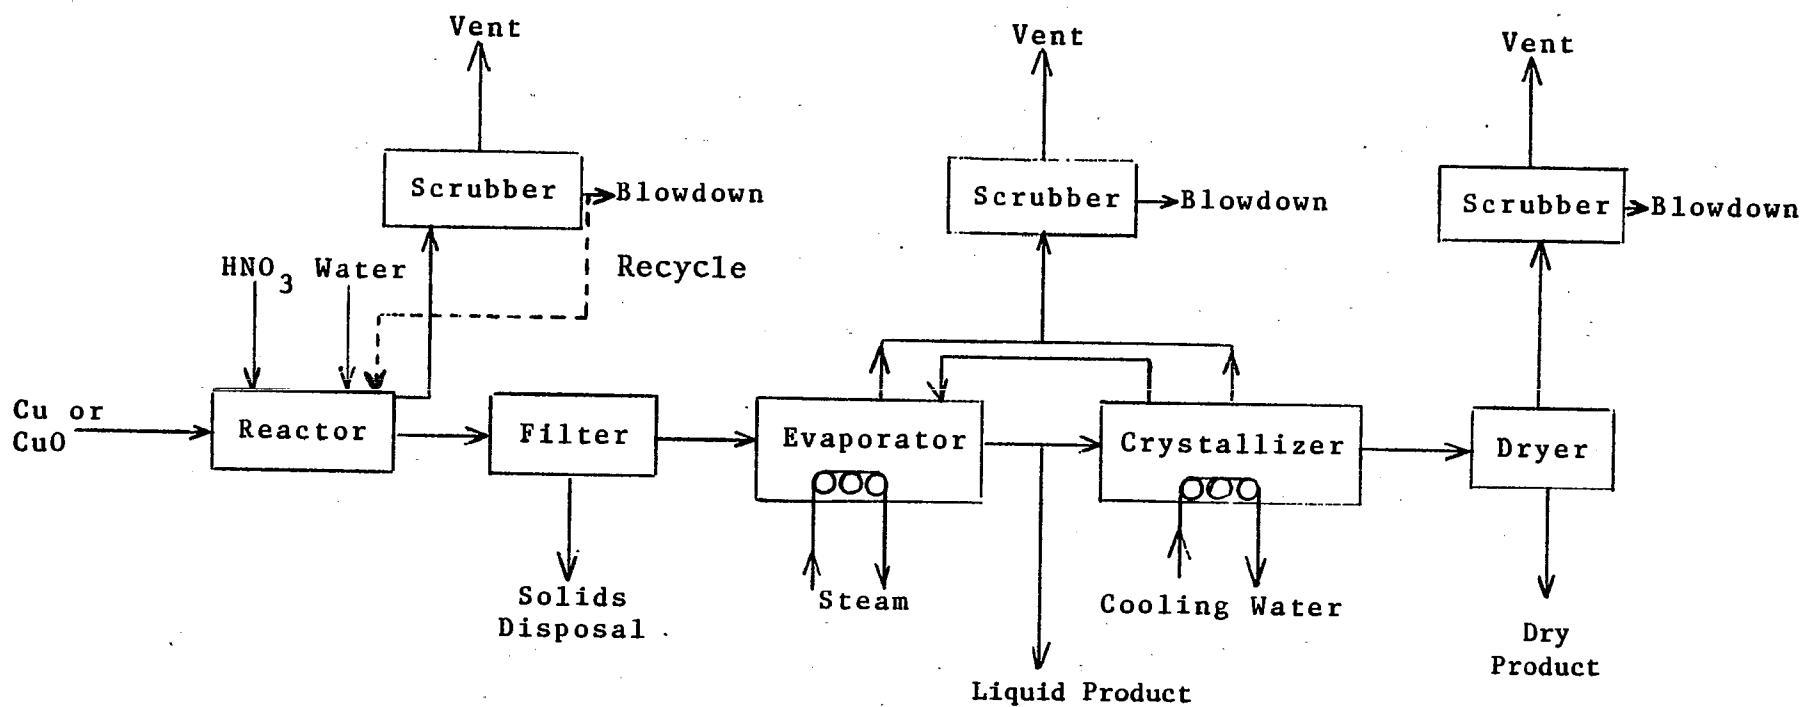 Vent
Vent
Vent
Scrubber
Blowdown
Scrubber
Blowdown
Scrubber
Blowdown
HNO3 Water
Recycle
Cu or
CuO
Reactor
Filter
Evaporator
Crystallizer
Dryer
Solids
Disposal
Steam
Cooling Water
Dry
Product
Liquid Product